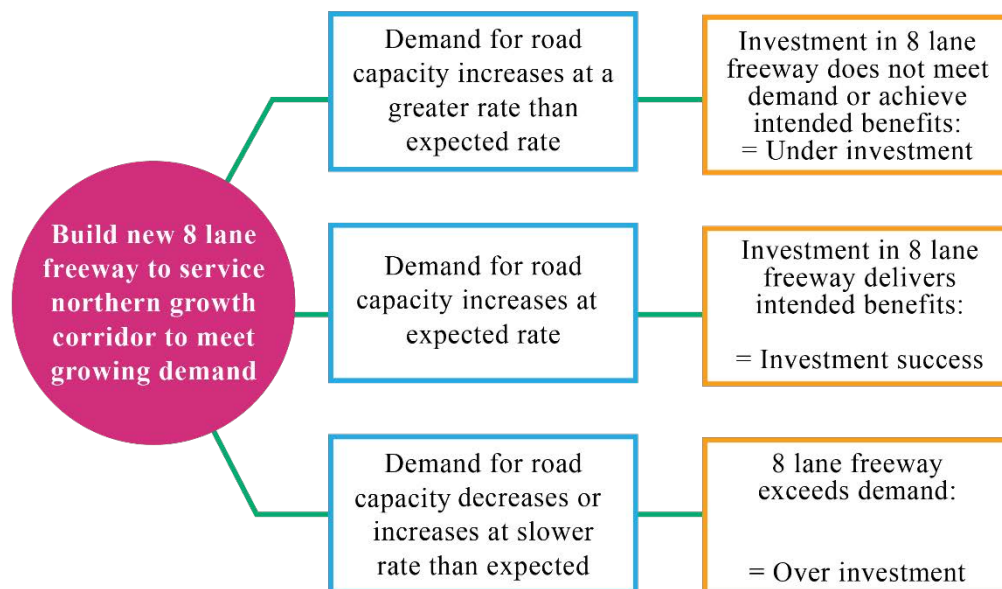 Build new 8 lane
freeway to service
northern growth
corridor to meet
growing demand
Demand for road
capacity increases at a
greater rate than
expected rate
Investment in 8 lane
freeway does not meet
demand or achieve
intended benefits:
= Under investment
Demand for road
capacity increases at
expected rate
Investment in 8 lane
freeway delivers
intended benefits:
= Investment success
Demand for road
capacity decreases or
increases at slower
rate than expected
8 lane freeway
exceeds demand:
= Over investment